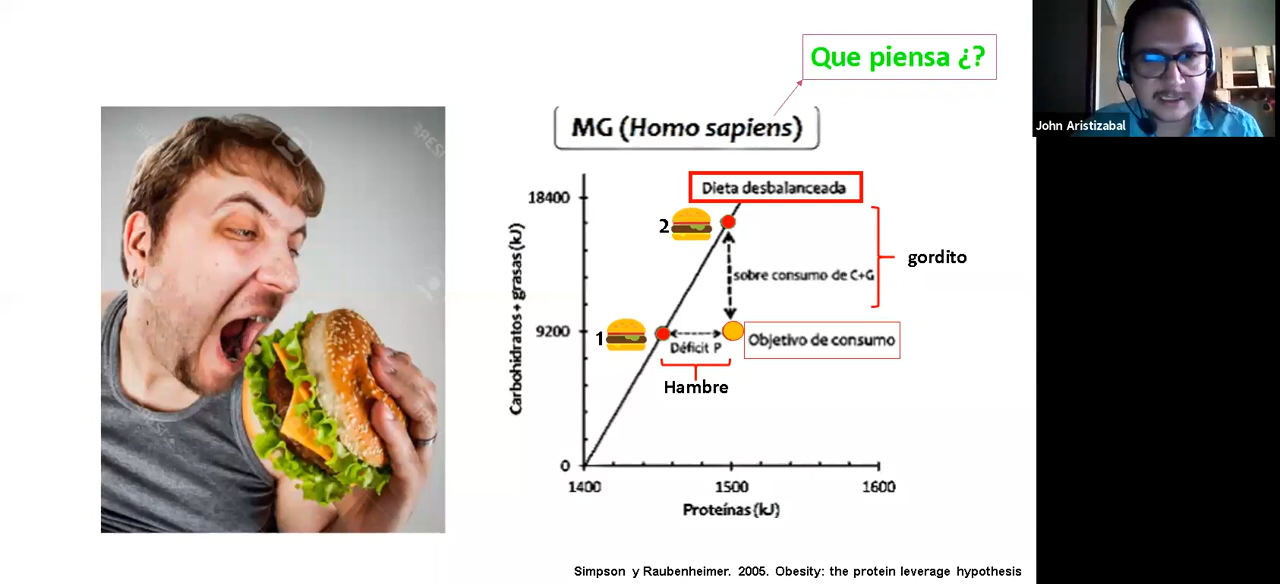 Que piensa ¿?
John Aristizabal
MG (Homo sapiens)
Dieta desbalanceada
18400
2
gordito
sobre consumo de C+G
Carbohidratos + grasas (kJ)
9200
1
Objetivo de consumo
Déficit P
Hambre
0
1400
1500
1600
Proteínas (kJ)
Simpson y Raubenheimer. 2005. Obesity: the protein leverage hypothesis